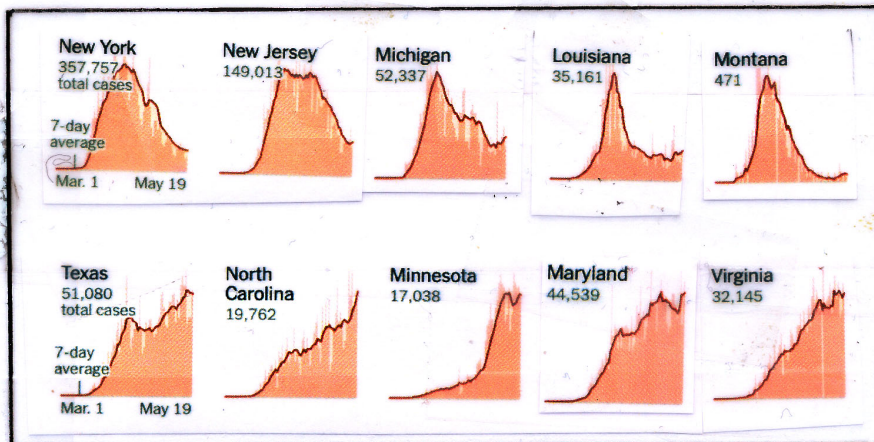 New York
357,757
total cases
7-day
average
Mar. 1 May 19
New Jersey
149,013
Michigan
52,337
Louisiana
35,161
Montana
471
Texas
51,080
total cases
7-day
average
Mar. 1 May 19
North
Carolina
19,762
Minnesota
17,038
Maryland
44,539
Virginia
32,145